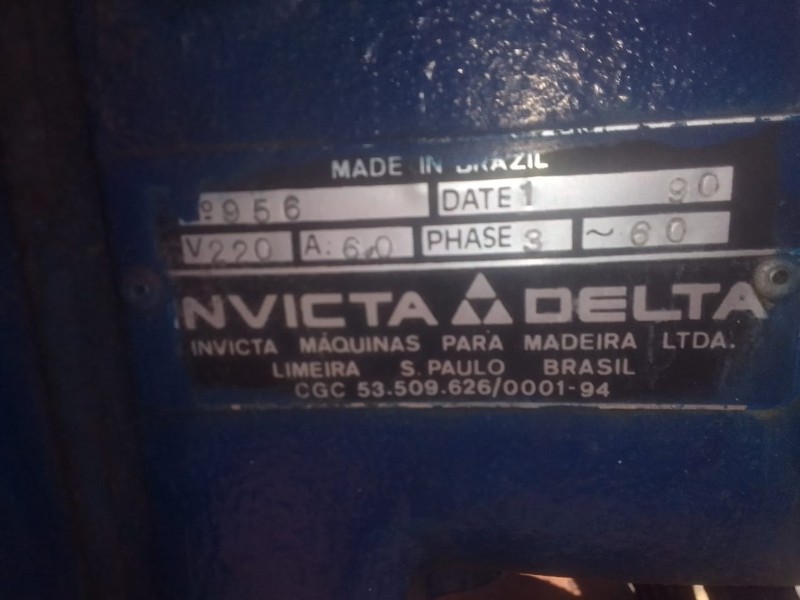 MADE IN BRAZIL
º 956 DATE 1 90
V 220 A: 6.0 PHASE 3 ~ 60
INVICTA DELTA
INVICTA MÁQUINAS PARA MADEIRA LTDA.
LIMEIRA S. PAULO BRASIL
CGC 53.509.626/0001-94